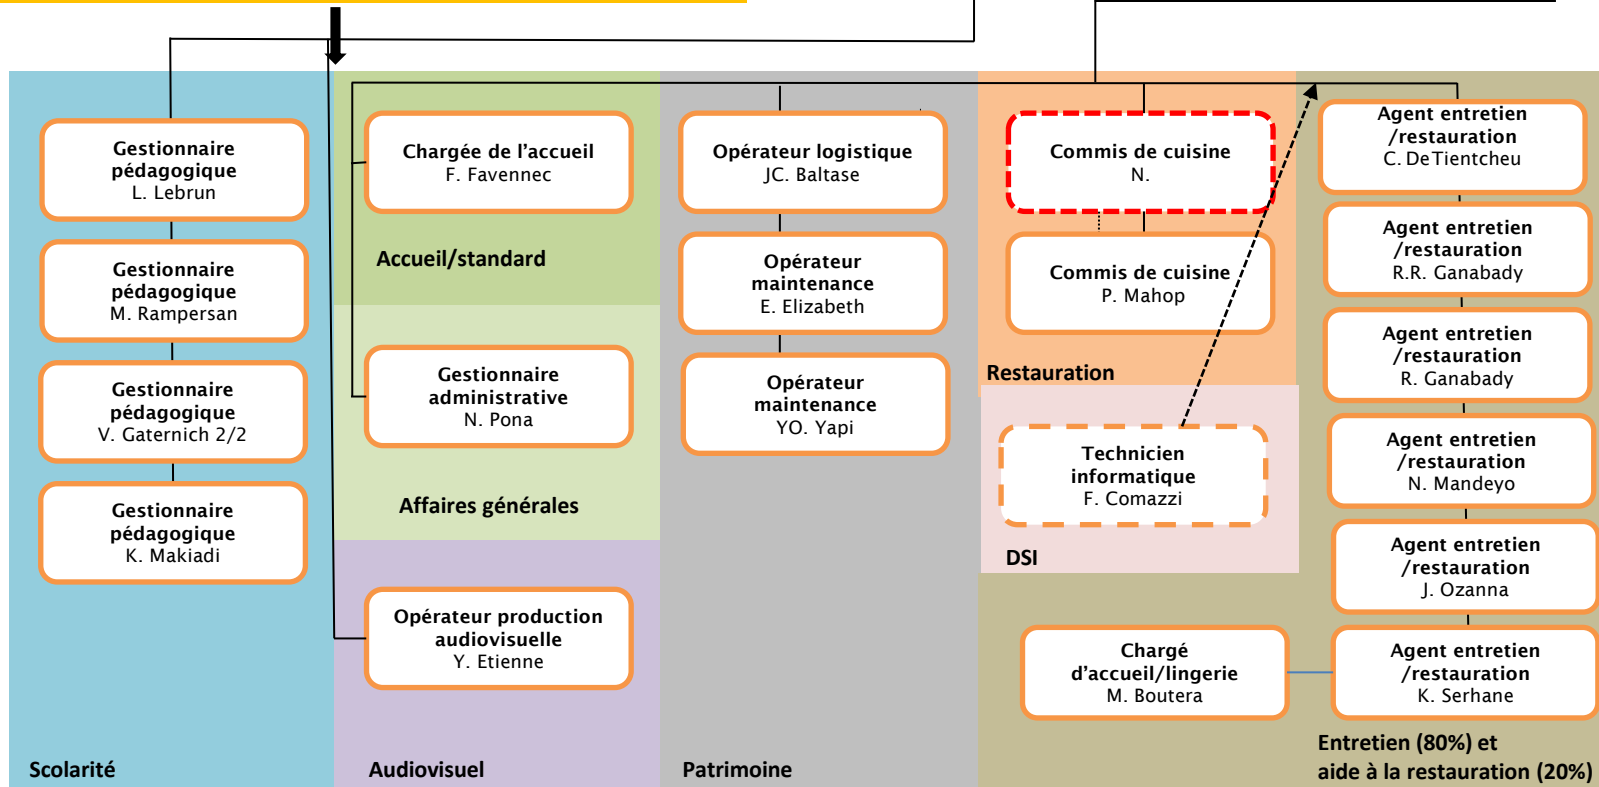 Gestionnaire
pédagogique
L. Lebrun
Gestionnaire
pédagogique
M. Rampersan
Gestionnaire
pédagogique
V. Gaternich 2/2
Gestionnaire
pédagogique
K. Makiadi
Scolarité
Chargée de l’accueil
F. Favennec
Accueil/standard
Gestionnaire
administrative
N. Pona
Affaires générales
Opérateur production
audiovisuelle
Y. Etienne
Audiovisuel
Opérateur logistique
JC. Baltase
Opérateur
maintenance
E. Elizabeth
Opérateur
maintenance
YO. Yapi
Patrimoine
Commis de cuisine
N.
Commis de cuisine
P. Mahop
Restauration
Technicien
informatique
F. Comazzi
DSI
Chargé
d’accueil/lingerie
M. Boutera
Agent entretien
/restauration
C. De Tientcheu
Agent entretien
/restauration
R.R. Ganabady
Agent entretien
/restauration
R. Ganabady
Agent entretien
/restauration
N. Mandeyo
Agent entretien
/restauration
J. Ozanna
Agent entretien
/restauration
K. Serhane
Entretien (80%) et
aide à la restauration (20%)